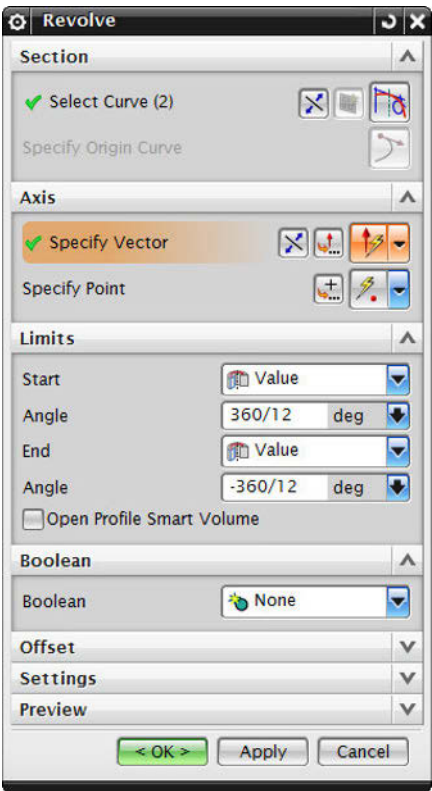 Revolve
Section
Select Curve (2)
Specify Origin Curve
Axis
Specify Vector
Specify Point
Limits
Start Value
Angle 360/12 deg
End Value
Angle -360/12 deg
Open Profile Smart Volume
Boolean
Boolean None
Offset
Settings
Preview
< OK > Apply Cancel